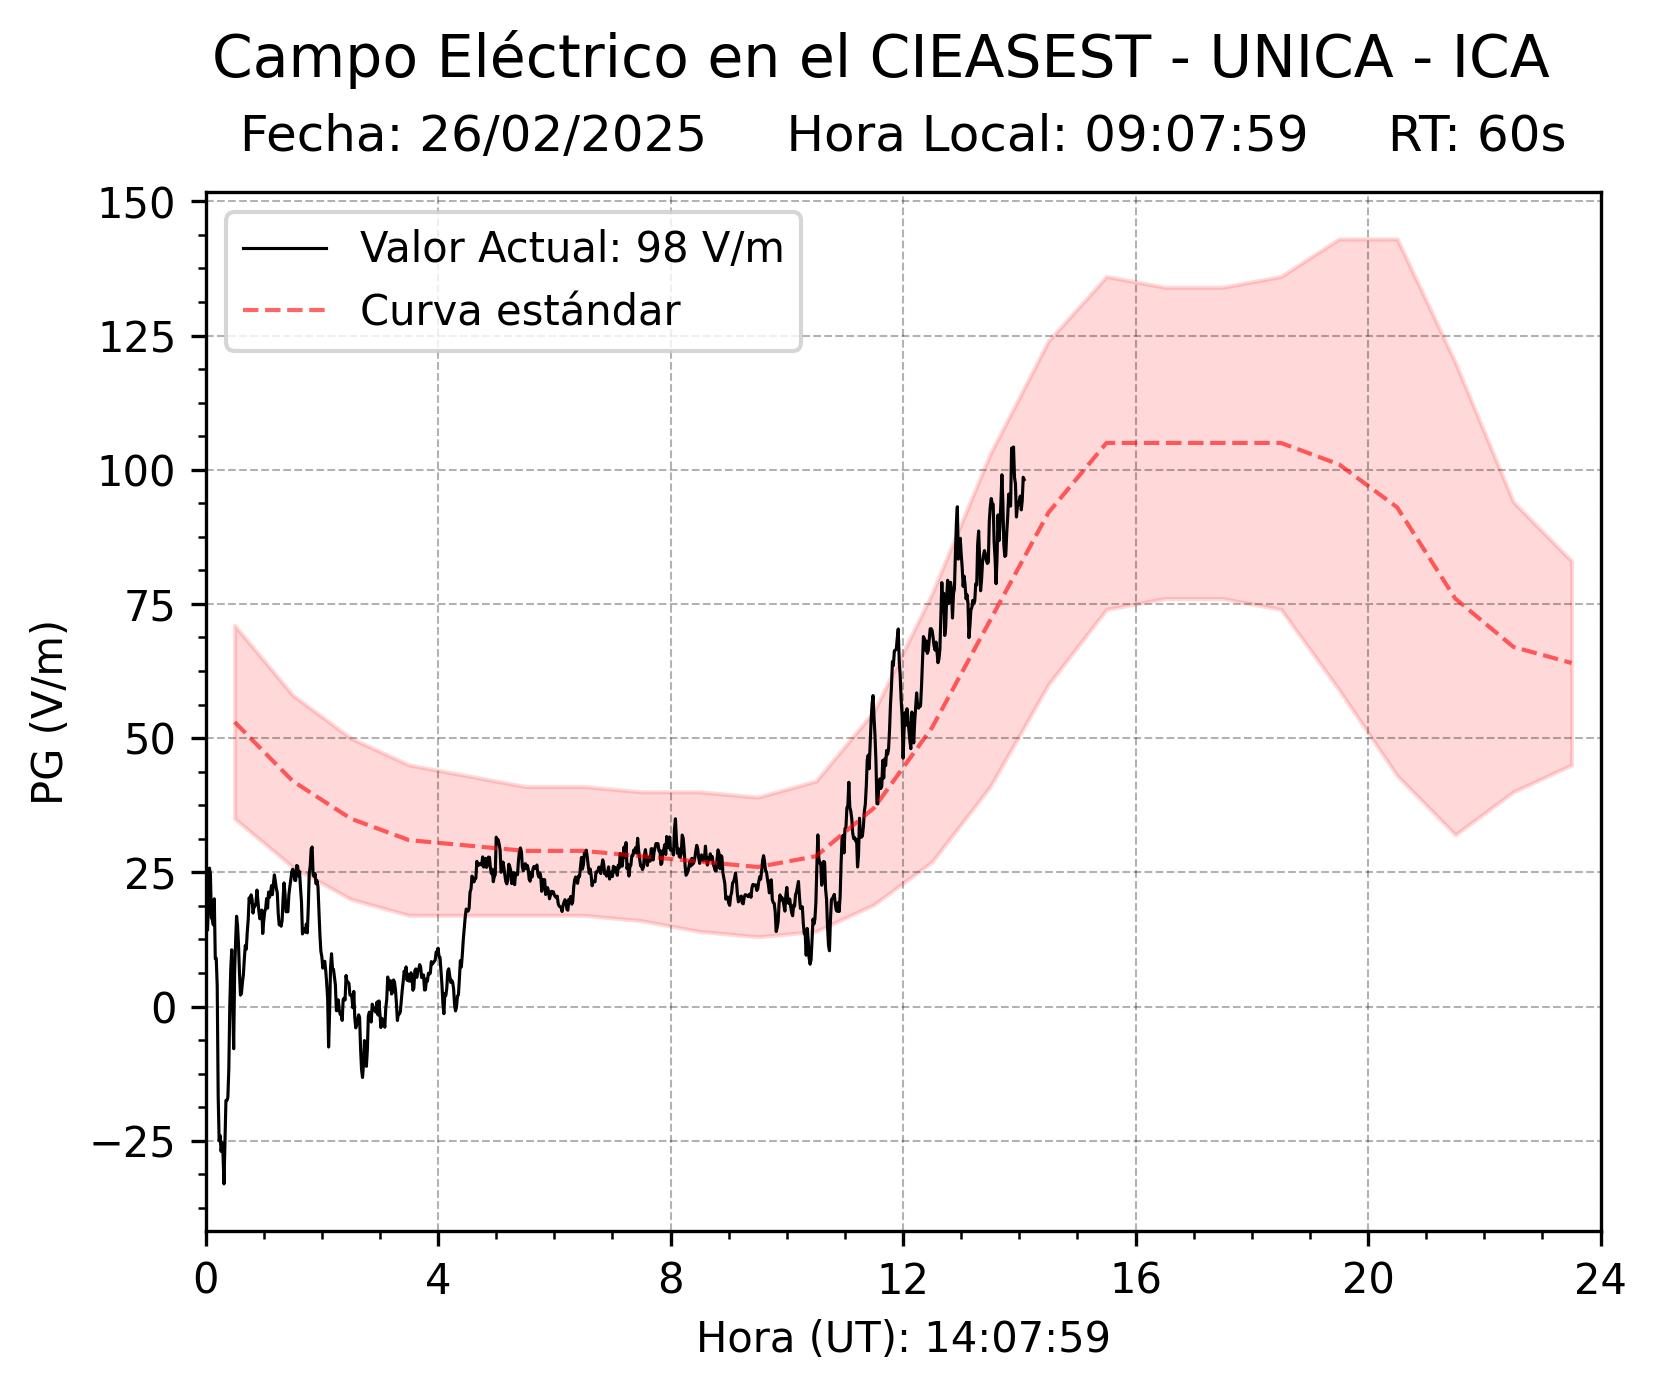 Campo Eléctrico en el CIEASEST - UNICA - ICA
Fecha: 26/02/2025 Hora Local: 09:07:59 RT: 60s
Valor Actual: 98 V/m
Curva estándar
150
125
100
75
50
25
0
−25
PG (V/m)
0 4 8 12 16 20 24
Hora (UT): 14:07:59